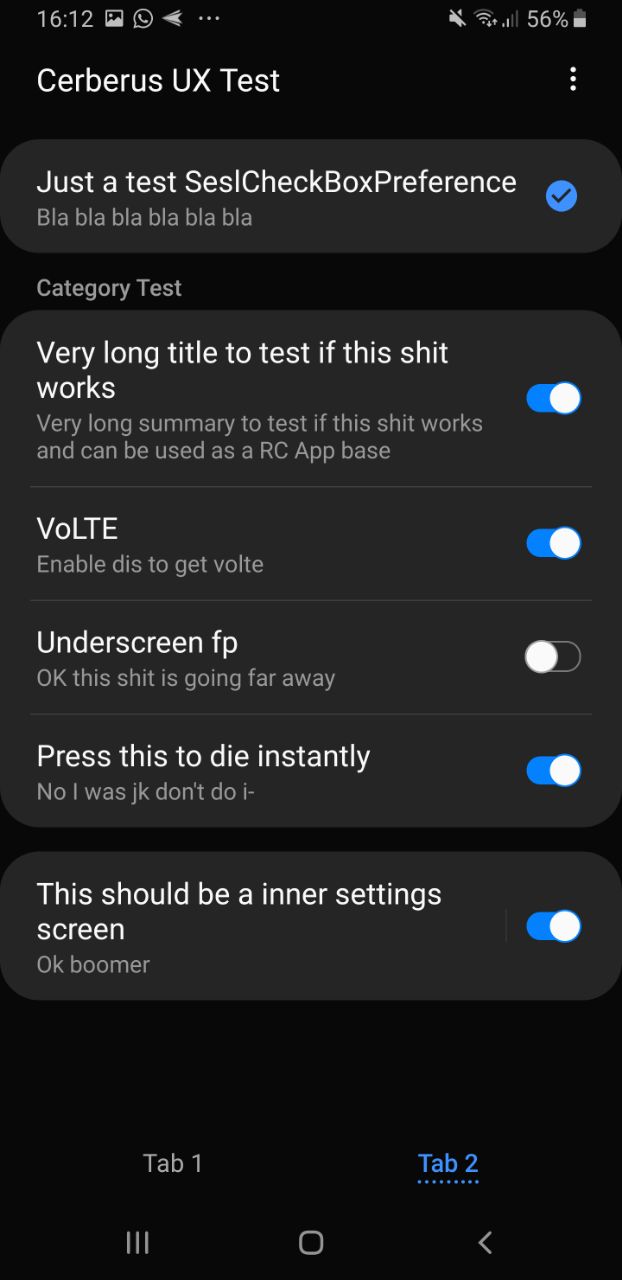 16:12
56%
Cerberus UX Test
Just a test SeslCheckBoxPreference
Bla bla bla bla bla bla
Category Test
Very long title to test if this shit
works
Very long summary to test if this shit works
and can be used as a RC App base
VoLTE
Enable dis to get volte
Underscreen fp
OK this shit is going far away
Press this to die instantly
No I was jk don't do i-
This should be a inner settings
screen
Ok boomer
Tab 1
Tab 2